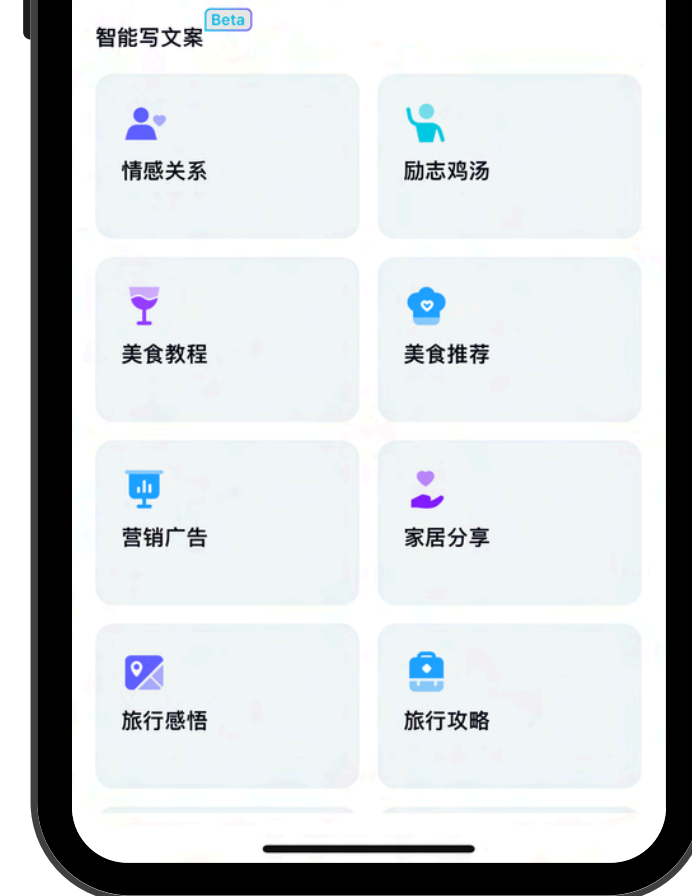 智能写文案 Beta
情感关系
励志鸡汤
美食教程
美食推荐
营销广告
家居分享
旅行感悟
旅行攻略